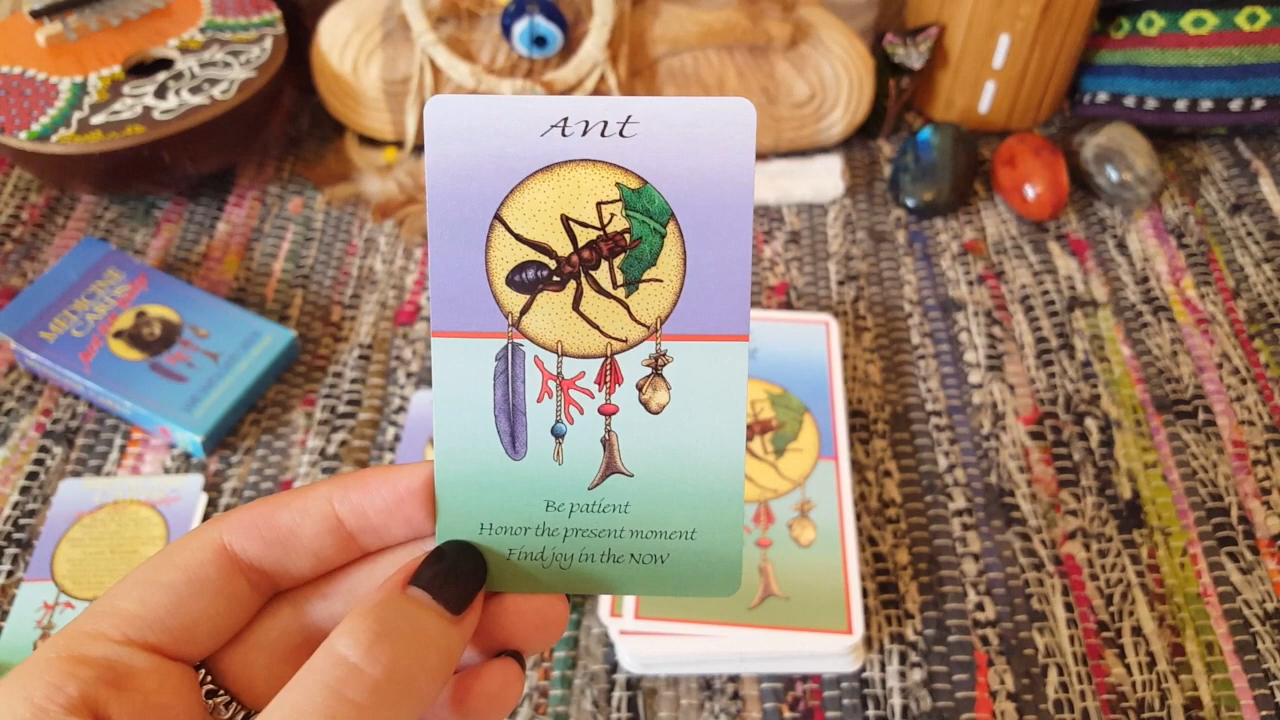 Ant
Be patient
Honor the present moment
Find joy in the NOW
MEDICINE
CARDS